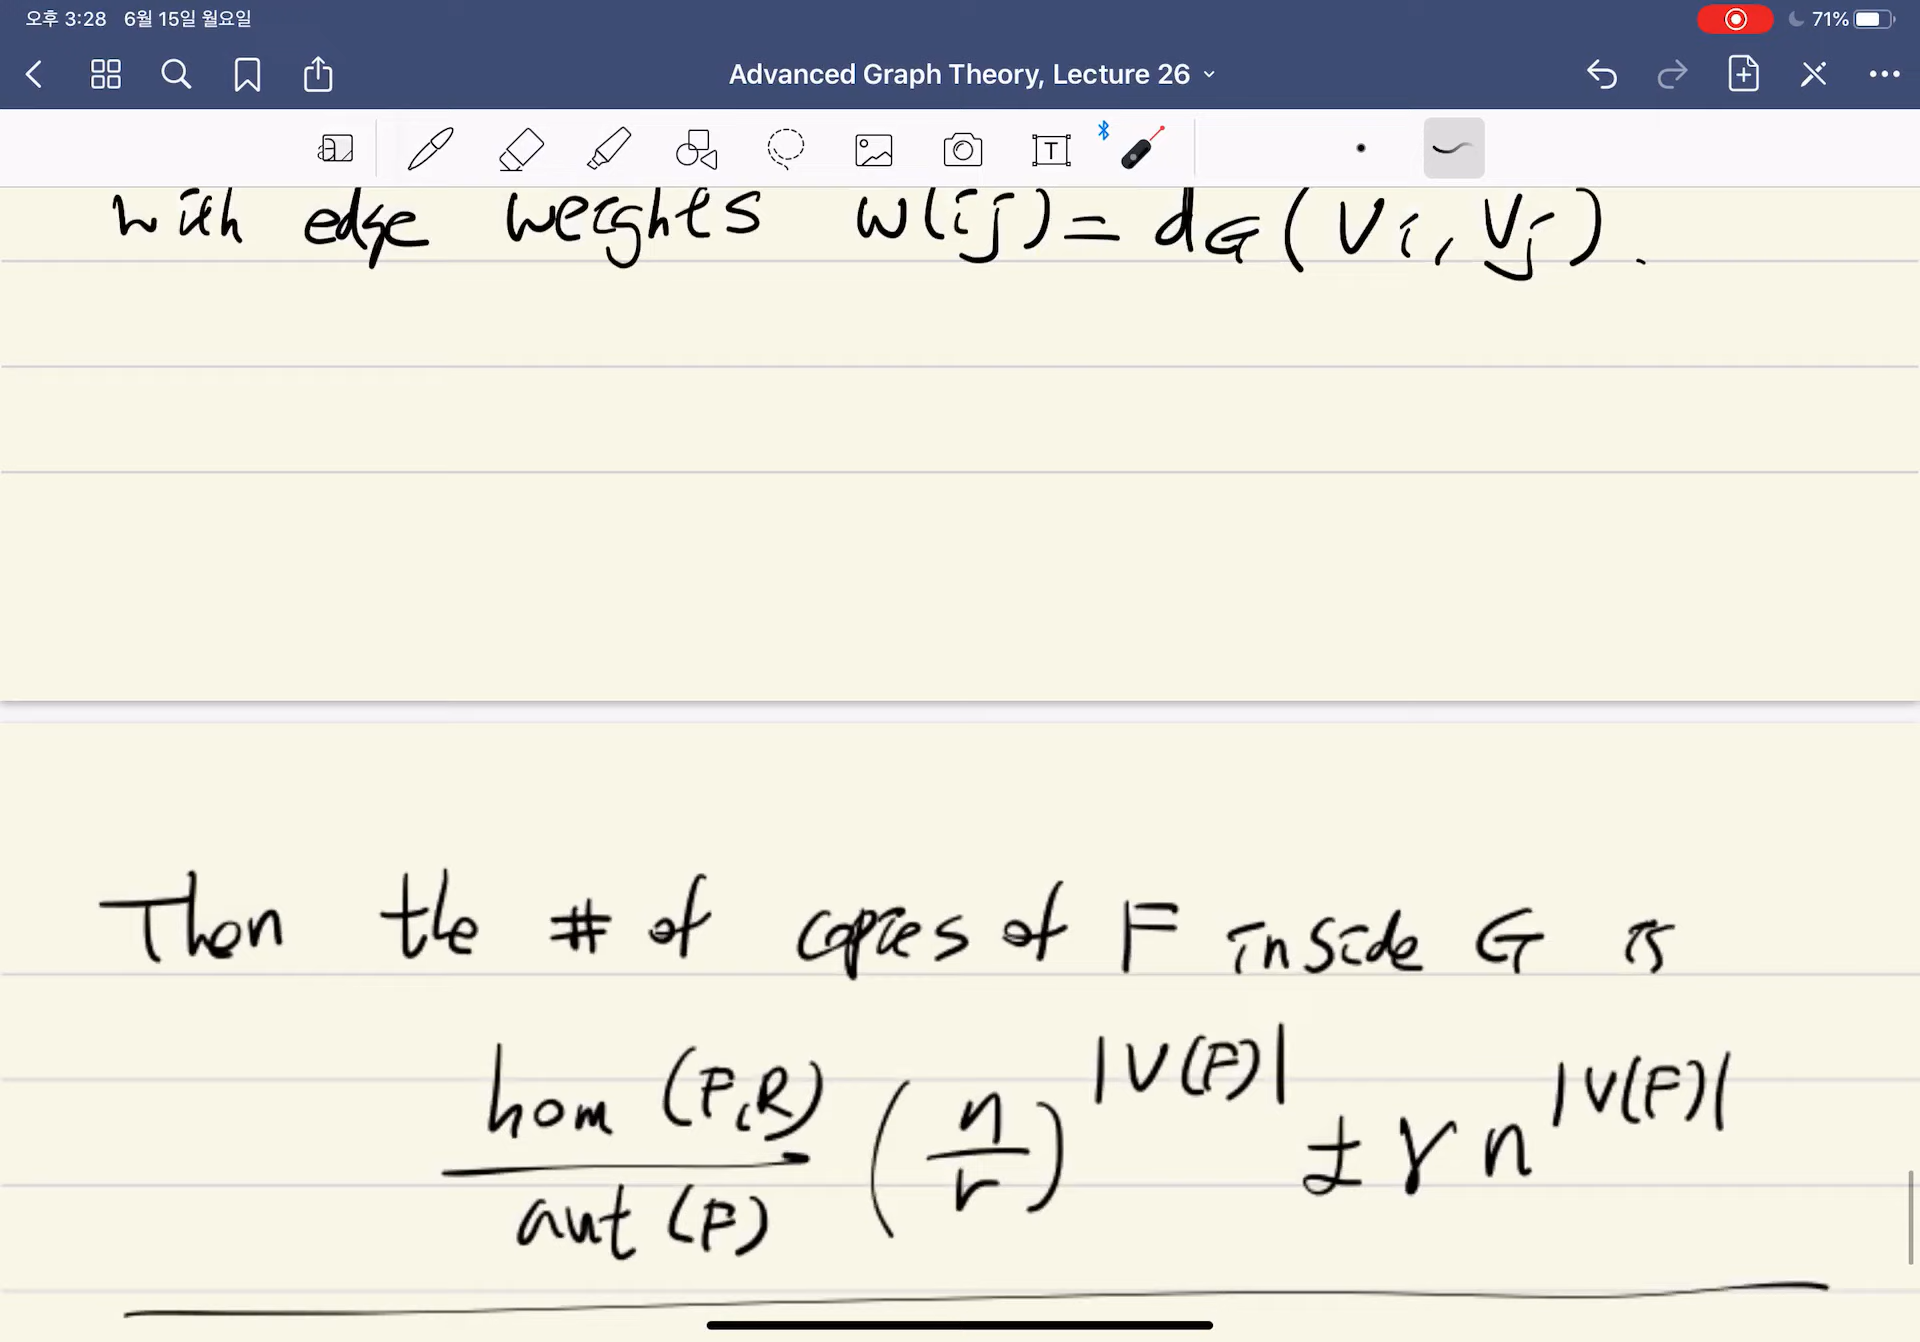 오후 3:28 6월 15일 월요일
71%
Advanced Graph Theory, Lecture 26
with edge weights w(ij) = d_G(V_i, V_j).
Then the # of copies of F inside G is
hom (F,R) / aut (F) (n/r)^|V(F)| ± γ n^|V(F)|